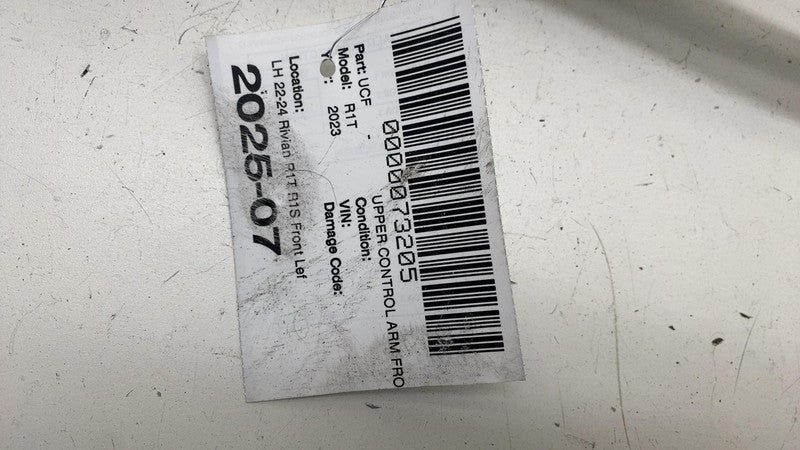 0000073205
Part: UCF - UPPER CONTROL ARM FRO
Model: R1T Condition:
2023 VIN:
Damage Code:
Location:
LH 22-24 Rivian R1T R1S Front Lef
2025-07